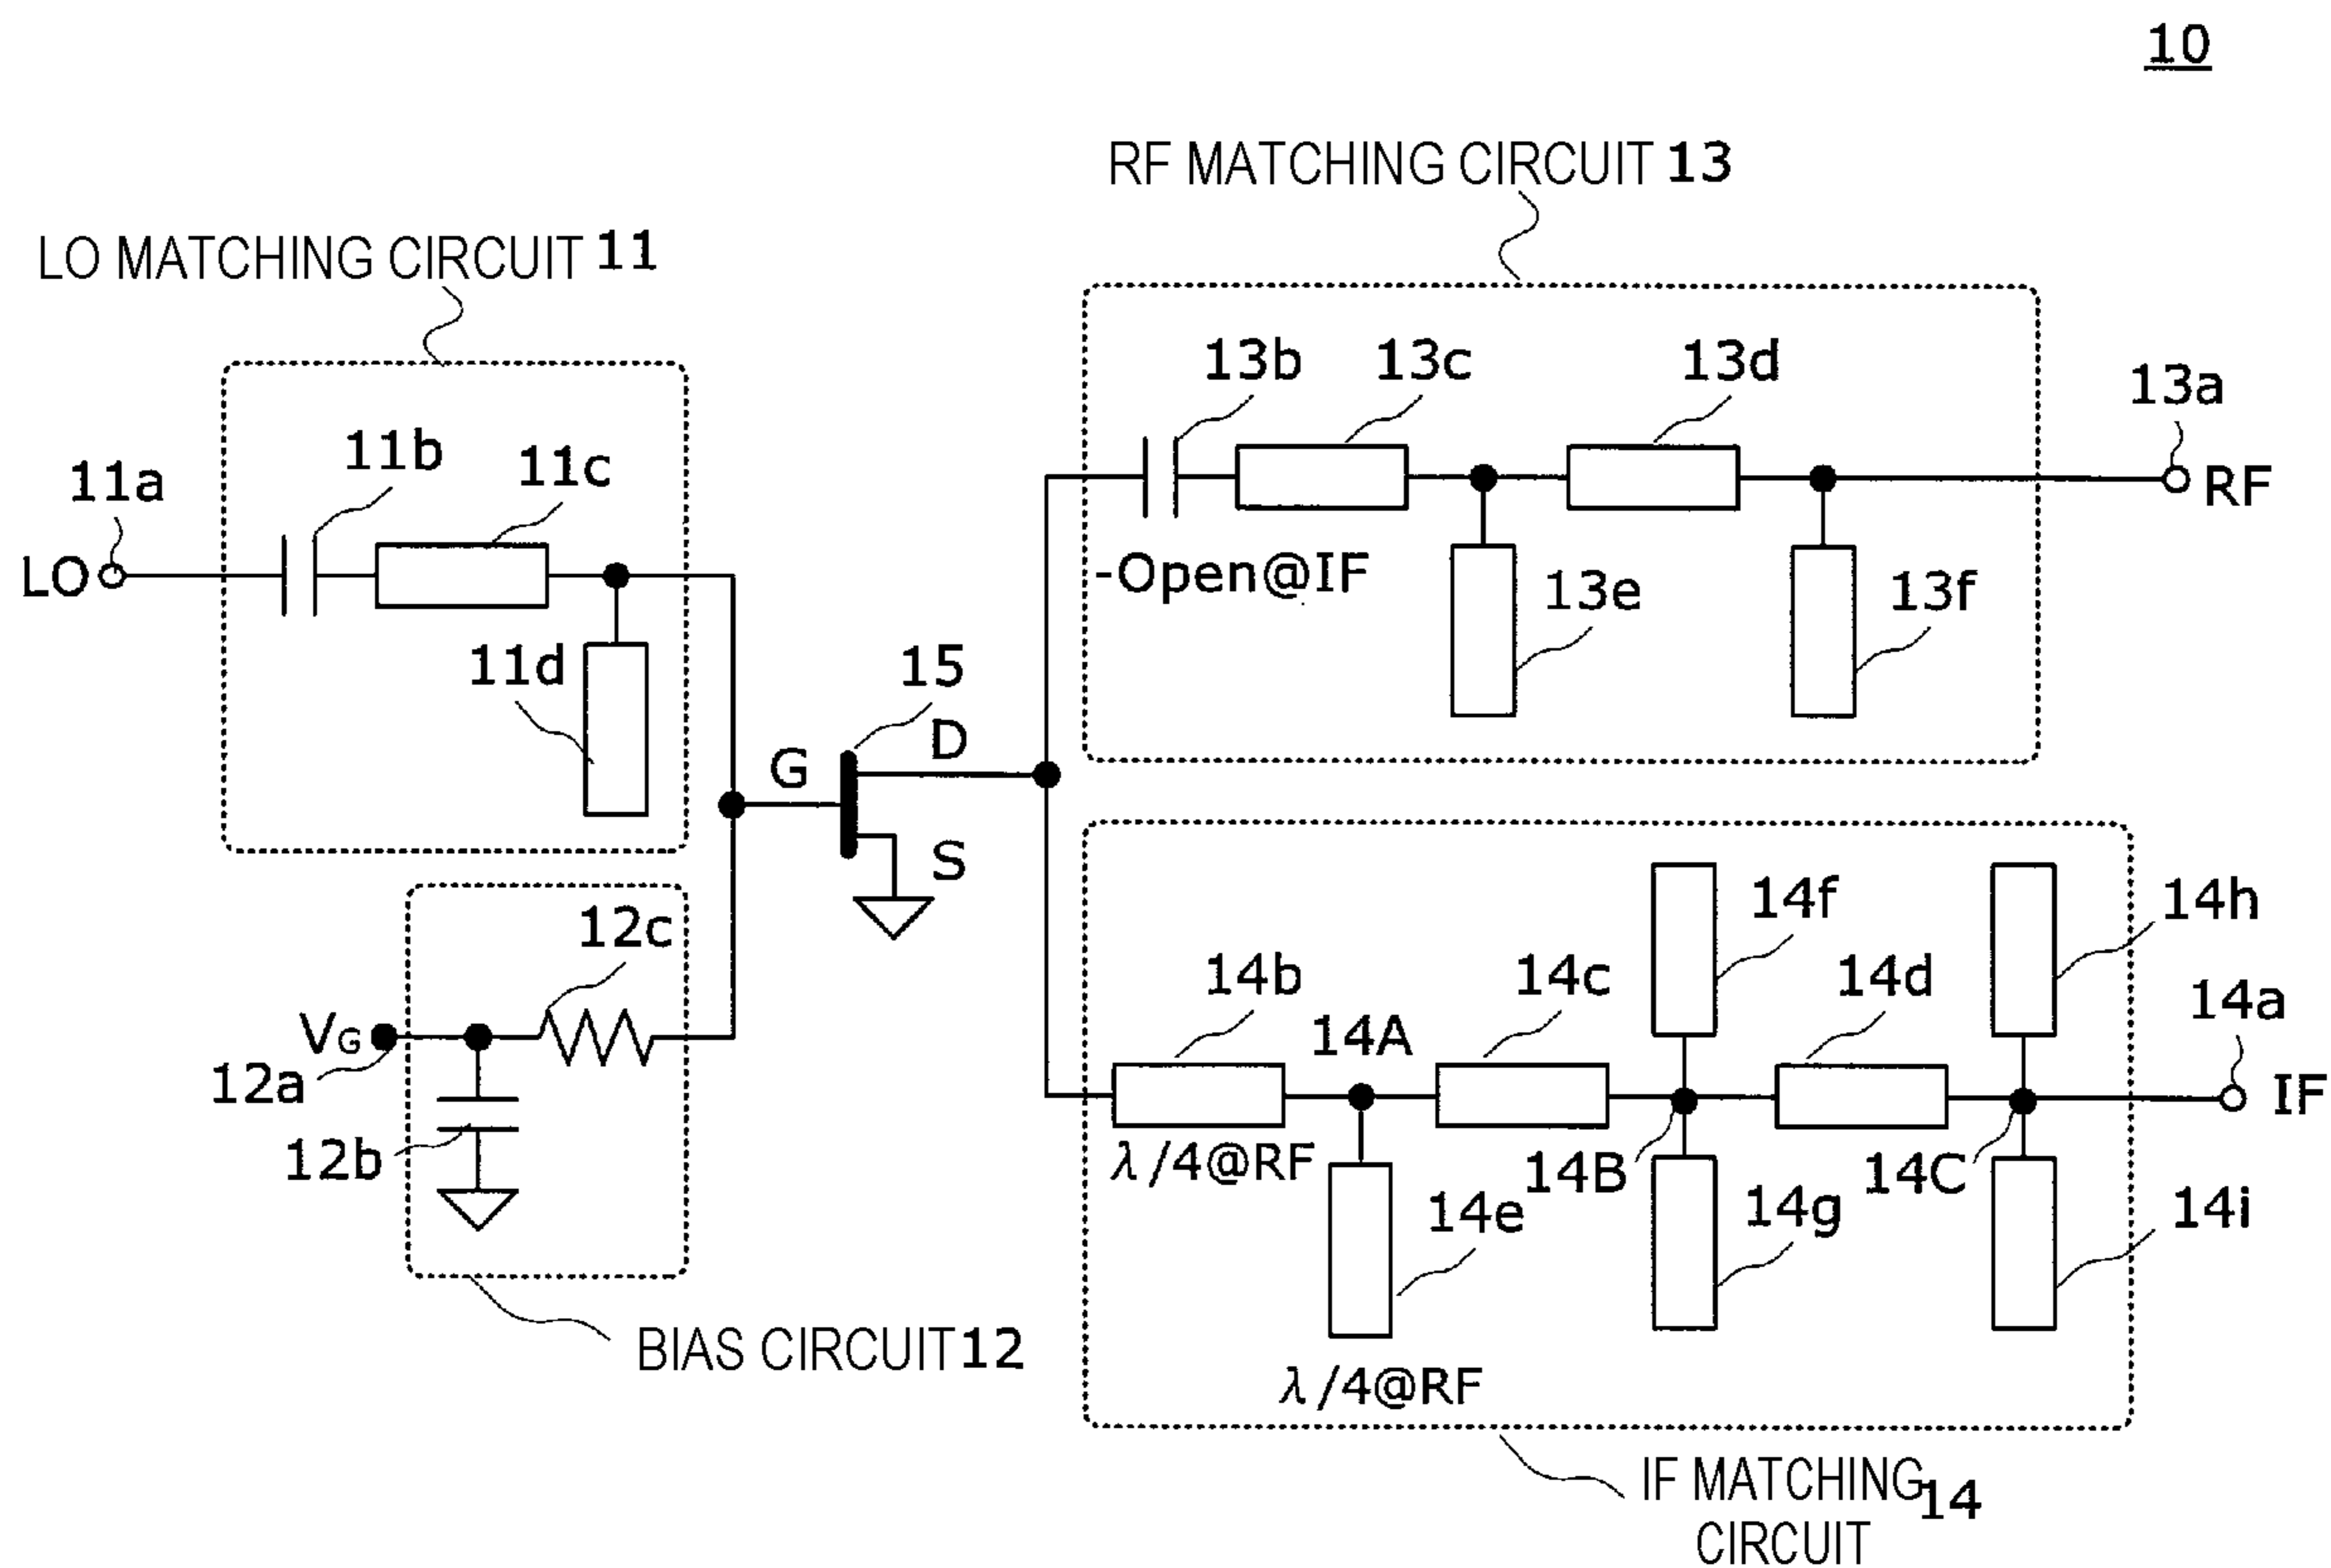 10
RF MATCHING CIRCUIT 13
LO MATCHING CIRCUIT 11
13b 13c 13d 13a
11a 11b 11c
RF
LO
-Open@IF 13e 13f
11d 15
G D
S
12c 14f 14h
14b 14c 14d 14a
VG 14A IF
12a
12b λ/4@RF 14B 14C
14e 14g 14i
BIAS CIRCUIT 12
λ/4@RF
IF MATCHING 14
CIRCUIT